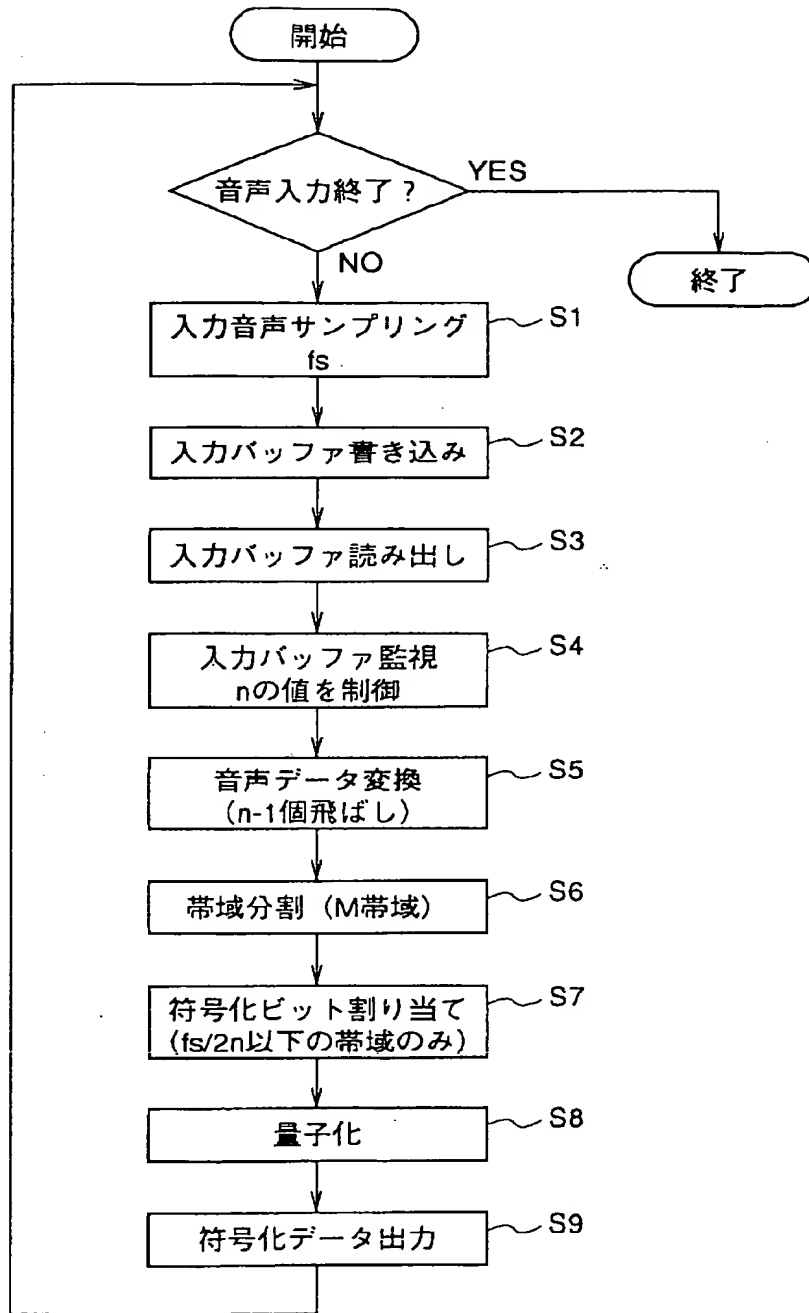 開始
音声入力終了?
YES
NO
終了
入力音声サンプリング
fs
S1
入力バッファ書き込み
S2
入力バッファ読み出し
S3
入力バッファ監視
nの値を制御
S4
音声データ変換
(n-1個飛ばし)
S5
帯域分割(M帯域)
S6
符号化ビット割り当て
(fs/2n以下の帯域のみ)
S7
量子化
S8
符号化データ出力
S9